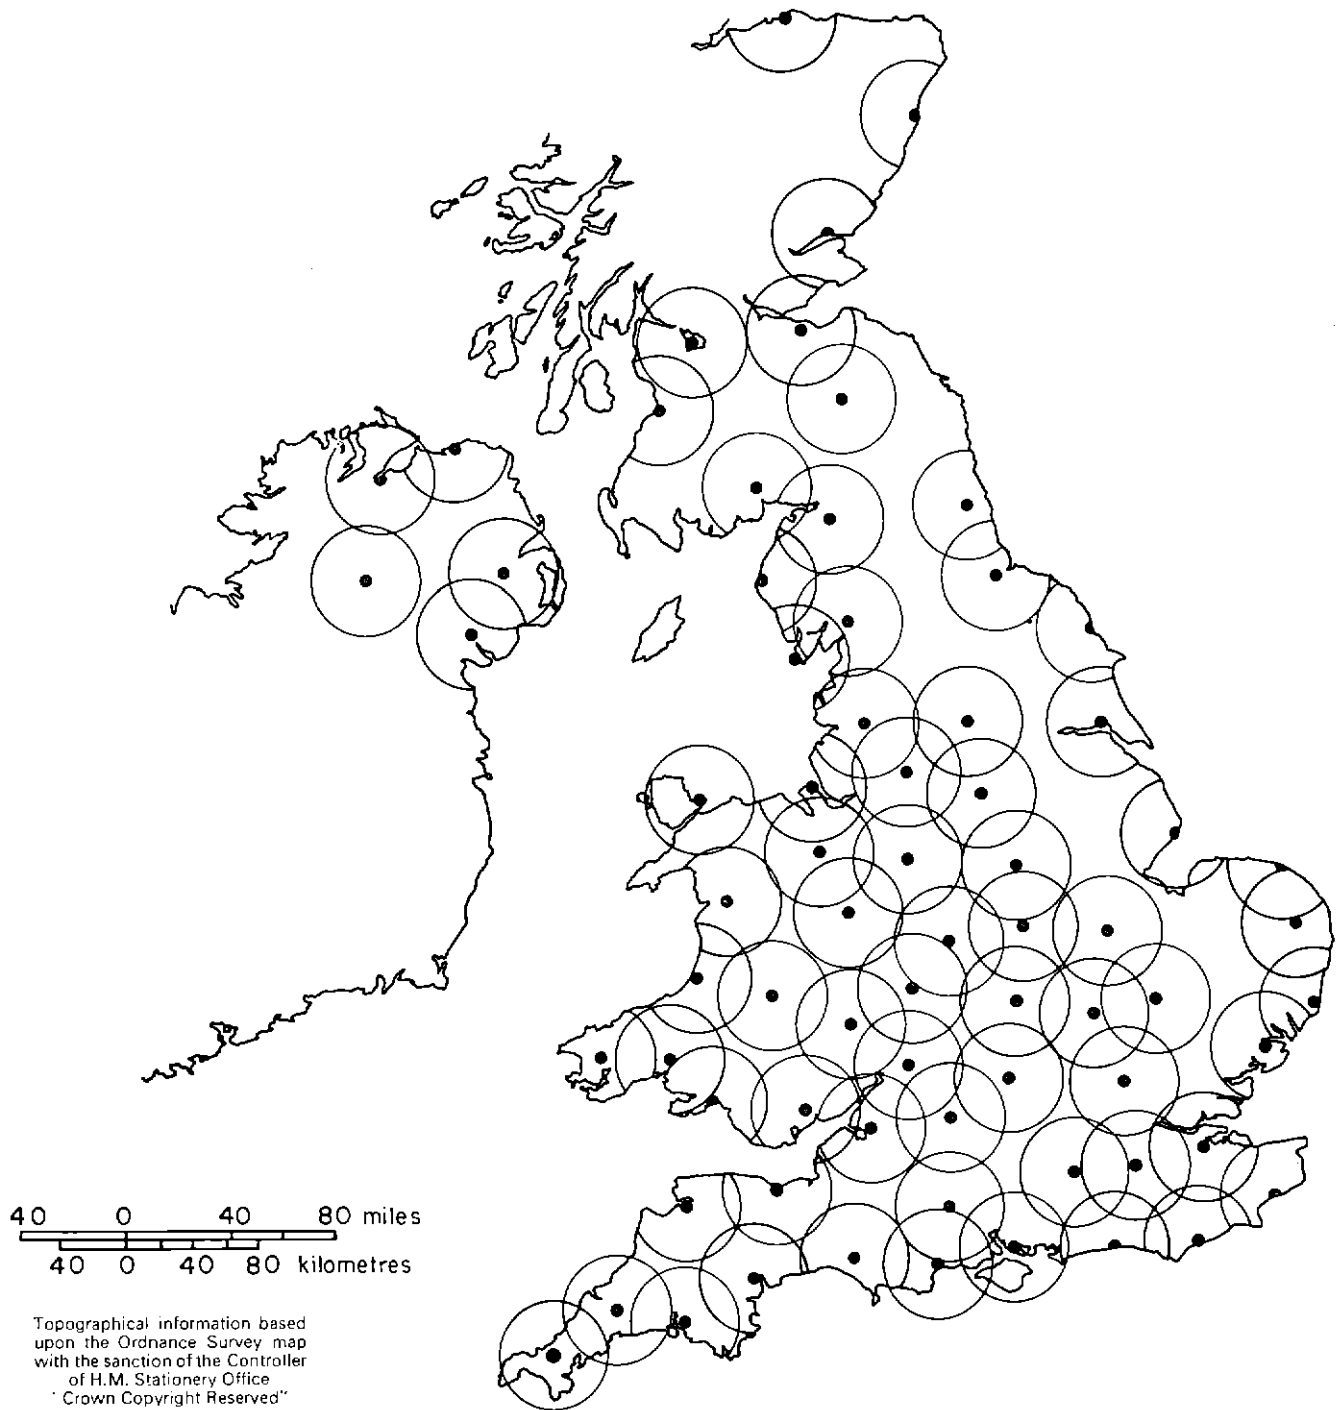 40 0 40 80 miles
40 0 40 80 kilometres
Topographical information based
upon the Ordnance Survey map
with the sanction of the Controller
of H.M. Stationery Office
' Crown Copyright Reserved"